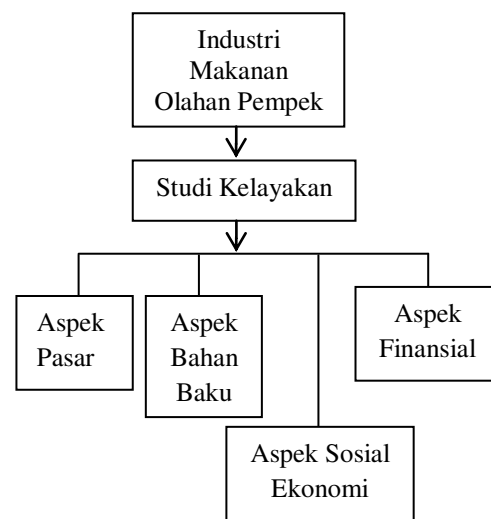 Industri
Makanan
Olahan Pempek
Studi Kelayakan
Aspek
Pasar
Aspek
Bahan
Baku
Aspek
Finansial
Aspek Sosial
Ekonomi